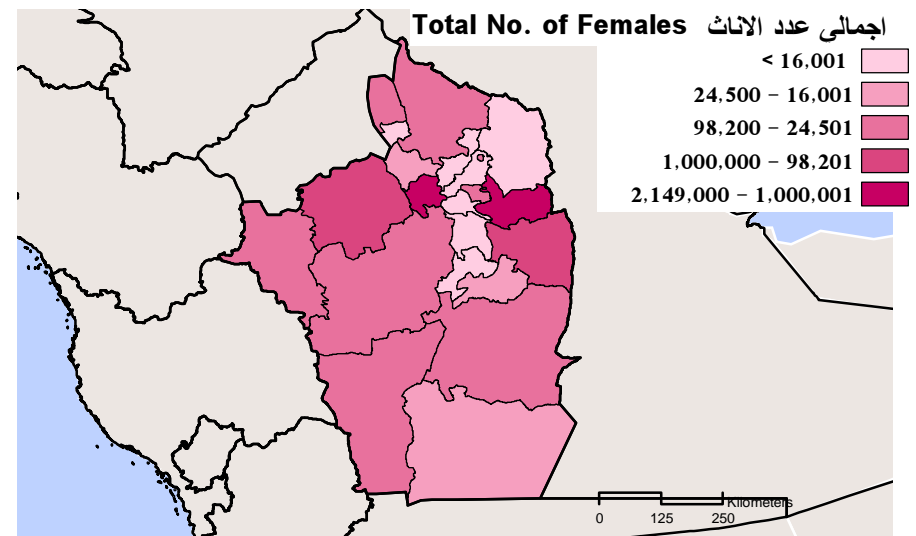 Total No. of Females اجمالى عدد الاناث
< 16,001
24,500 - 16,001
98,200 - 24,501
1,000,000 - 98,201
2,149,000 - 1,000,001
Kilometers
0 125 250